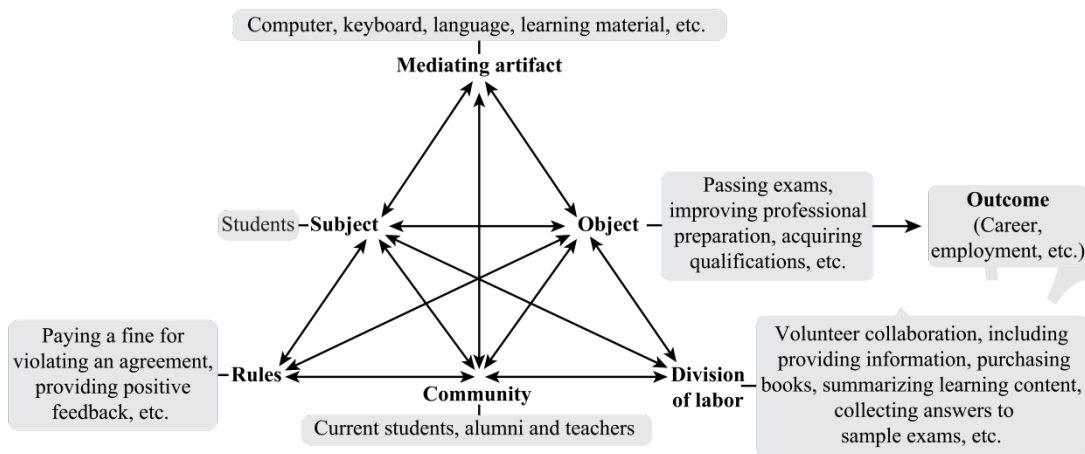 Computer, keyboard, language, learning material, etc.
Mediating artifact
Students
Subject
Object
Passing exams,
improving professional
preparation, acquiring
qualifications, etc.
Outcome
(Career,
employment, etc.)
Paying a fine for
violating an agreement,
providing positive
feedback, etc.
Rules
Community
Current students, alumni and teachers
Division
of labor
Volunteer collaboration, including
providing information, purchasing
books, summarizing learning content,
collecting answers to
sample exams, etc.